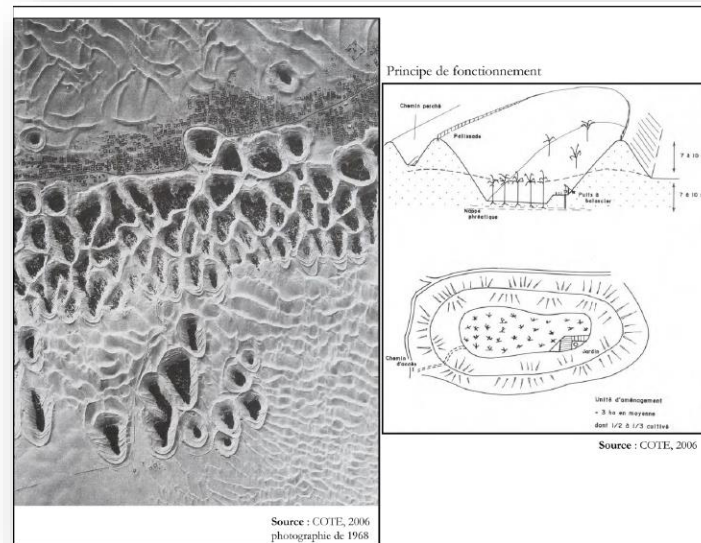 Principe de fonctionnement
Chemin perché
Palissade
7 à 10
Puits à
balancier
7 à 10
Nappe
phréatique
Chemin
d'accès
Jardin
Unité d'aménagement
+ 3 ha en moyenne
dont 1/2 à 1/3 cultivé
Source : COTE, 2006
Source : COTE, 2006
photographie de 1968